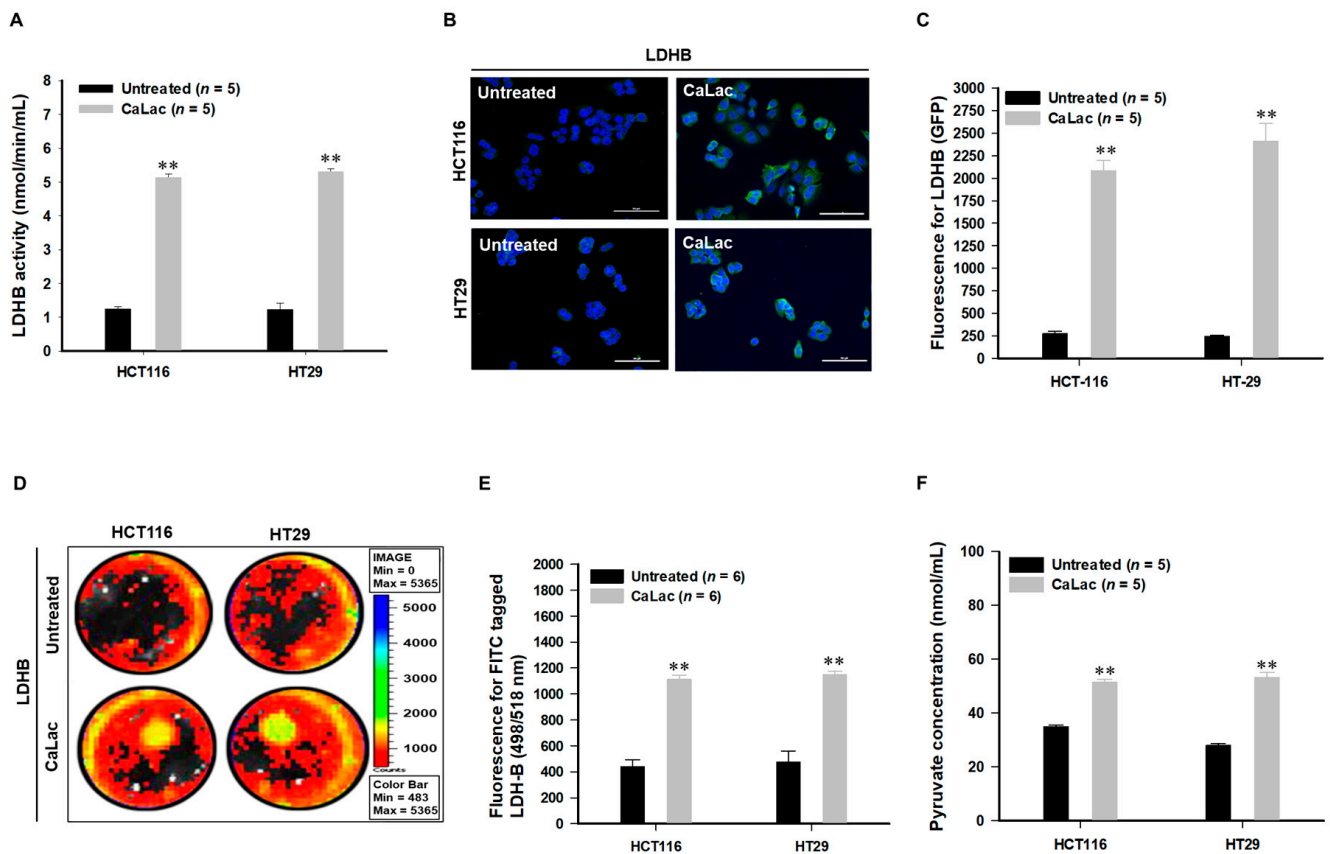 A
LDHB activity (nmol/min/mL)
Untreated (n = 5)
CaLac (n = 5)
8
7
6
5
4
3
2
1
0
**
**
HCT116
HT29
B
LDHB
HCT116
Untreated
CaLac
HT29
Untreated
CaLac
C
Fluorescence for LDHB (GFP)
Untreated (n = 5)
CaLac (n = 5)
3000
2750
2500
2250
2000
1750
1500
1250
1000
750
500
250
0
**
**
HCT-116
HT-29
D
HCT116
HT29
LDHB
Untreated
CaLac
IMAGE
Min = 0
Max = 5365
5000
4000
3000
2000
1000
Counts
Color Bar
Min = 483
Max = 5365
E
Fluorescence for FITC tagged
LDH-B (498/518 nm)
Untreated (n = 6)
CaLac (n = 6)
2000
1800
1600
1400
1200
1000
800
600
400
200
0
**
**
HCT116
HT29
F
Pyruvate concentration (nmol/mL)
Untreated (n = 5)
CaLac (n = 5)
100
80
60
40
20
0
**
**
HCT116
HT29